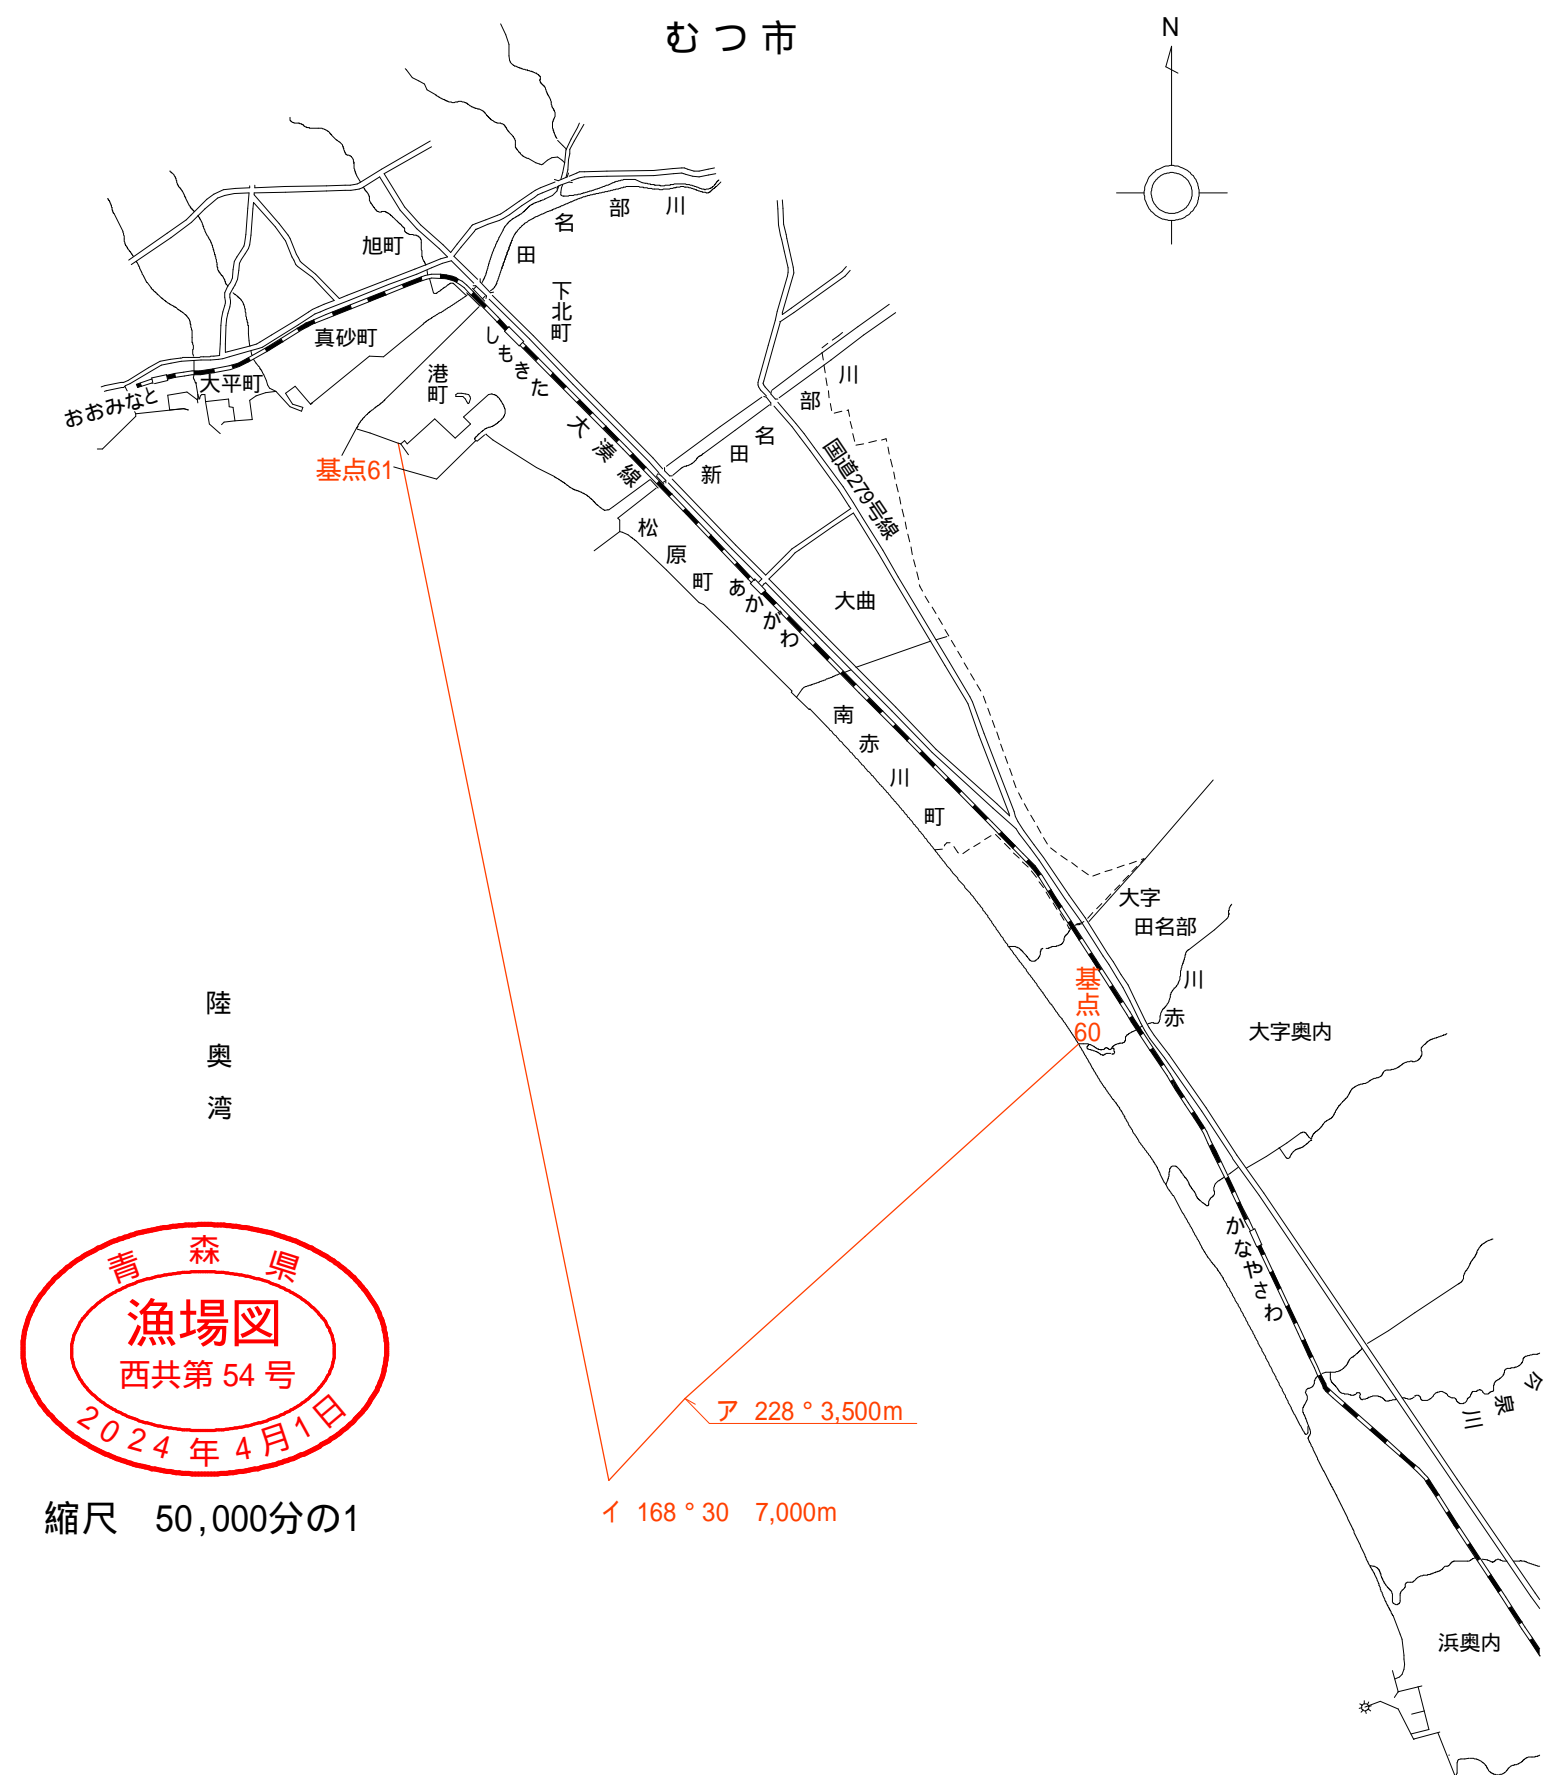 むつ市
N
田名部川
旭町
下北町
真砂町
しもきた
大平町
おおみなと
港町
大湊線
新田名部川
国道279号線
基点61
松原町
あかがわ
大曲
南赤川町
大字
田名部
基点60
赤川
大字奥内
陸奥湾
かなやさわ
今泉川
青森県
漁場図
西共第 54 号
2024 年 4月1日
ア 228 ° 3,500m
イ 168 ° 30 7,000m
縮尺 50,000分の1
浜奥内